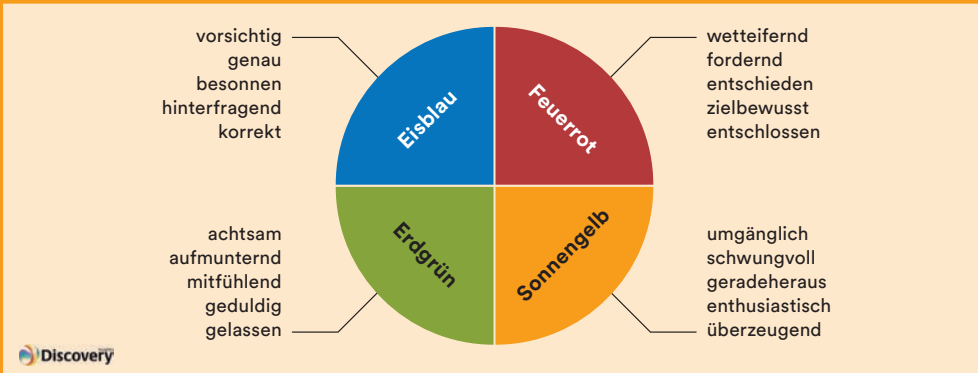 vorsichtig
genau
besonnen
hinterfragend
korrekt
Eisblau
Feuerrot
wetteifernd
fordernd
entschieden
zielbewusst
entschlossen
achtsam
aufmunternd
mitfühlend
geduldig
gelassen
Erdgrün
Sonnengelb
umgänglich
schwungvoll
geradeheraus
enthusiastisch
überzeugend
Discovery